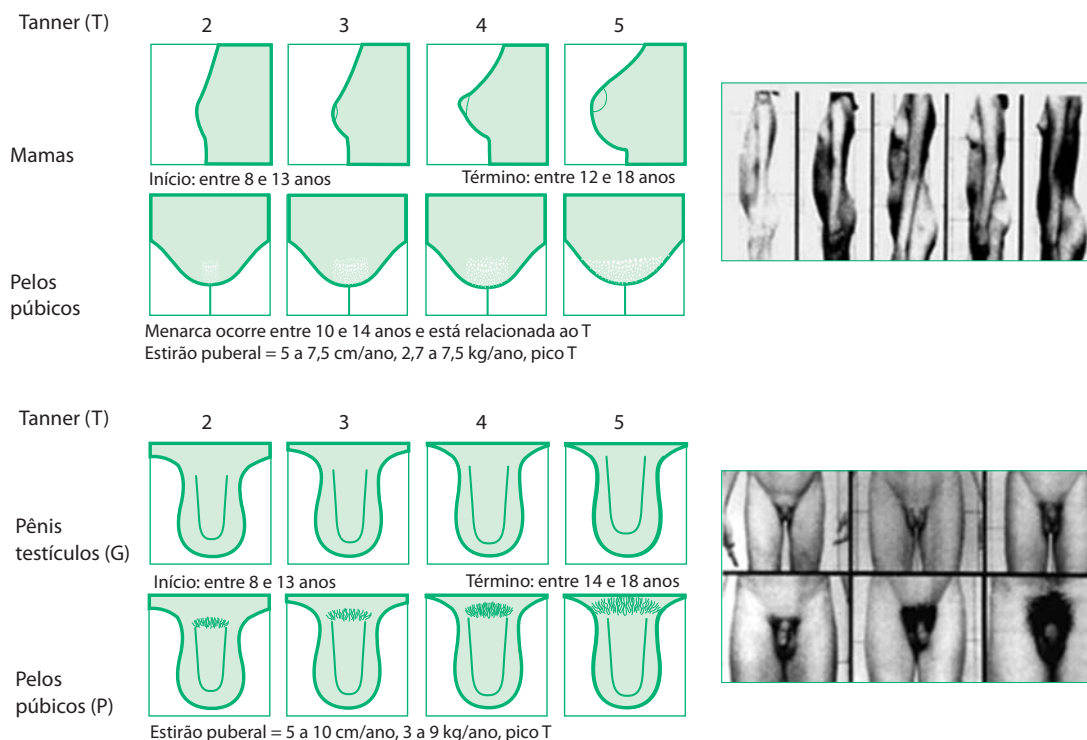 Tanner (T) 2 3 4 5
Mamas
Início: entre 8 e 13 anos Término: entre 12 e 18 anos
Pelos
púbicos
Menarca ocorre entre 10 e 14 anos e está relacionada ao T
Estirão puberal = 5 a 7,5 cm/ano, 2,7 a 7,5 kg/ano, pico T
Tanner (T) 2 3 4 5
Pênis
testículos (G)
Início: entre 8 e 13 anos Término: entre 14 e 18 anos
Pelos
púbicos (P)
Estirão puberal = 5 a 10 cm/ano, 3 a 9 kg/ano, pico T